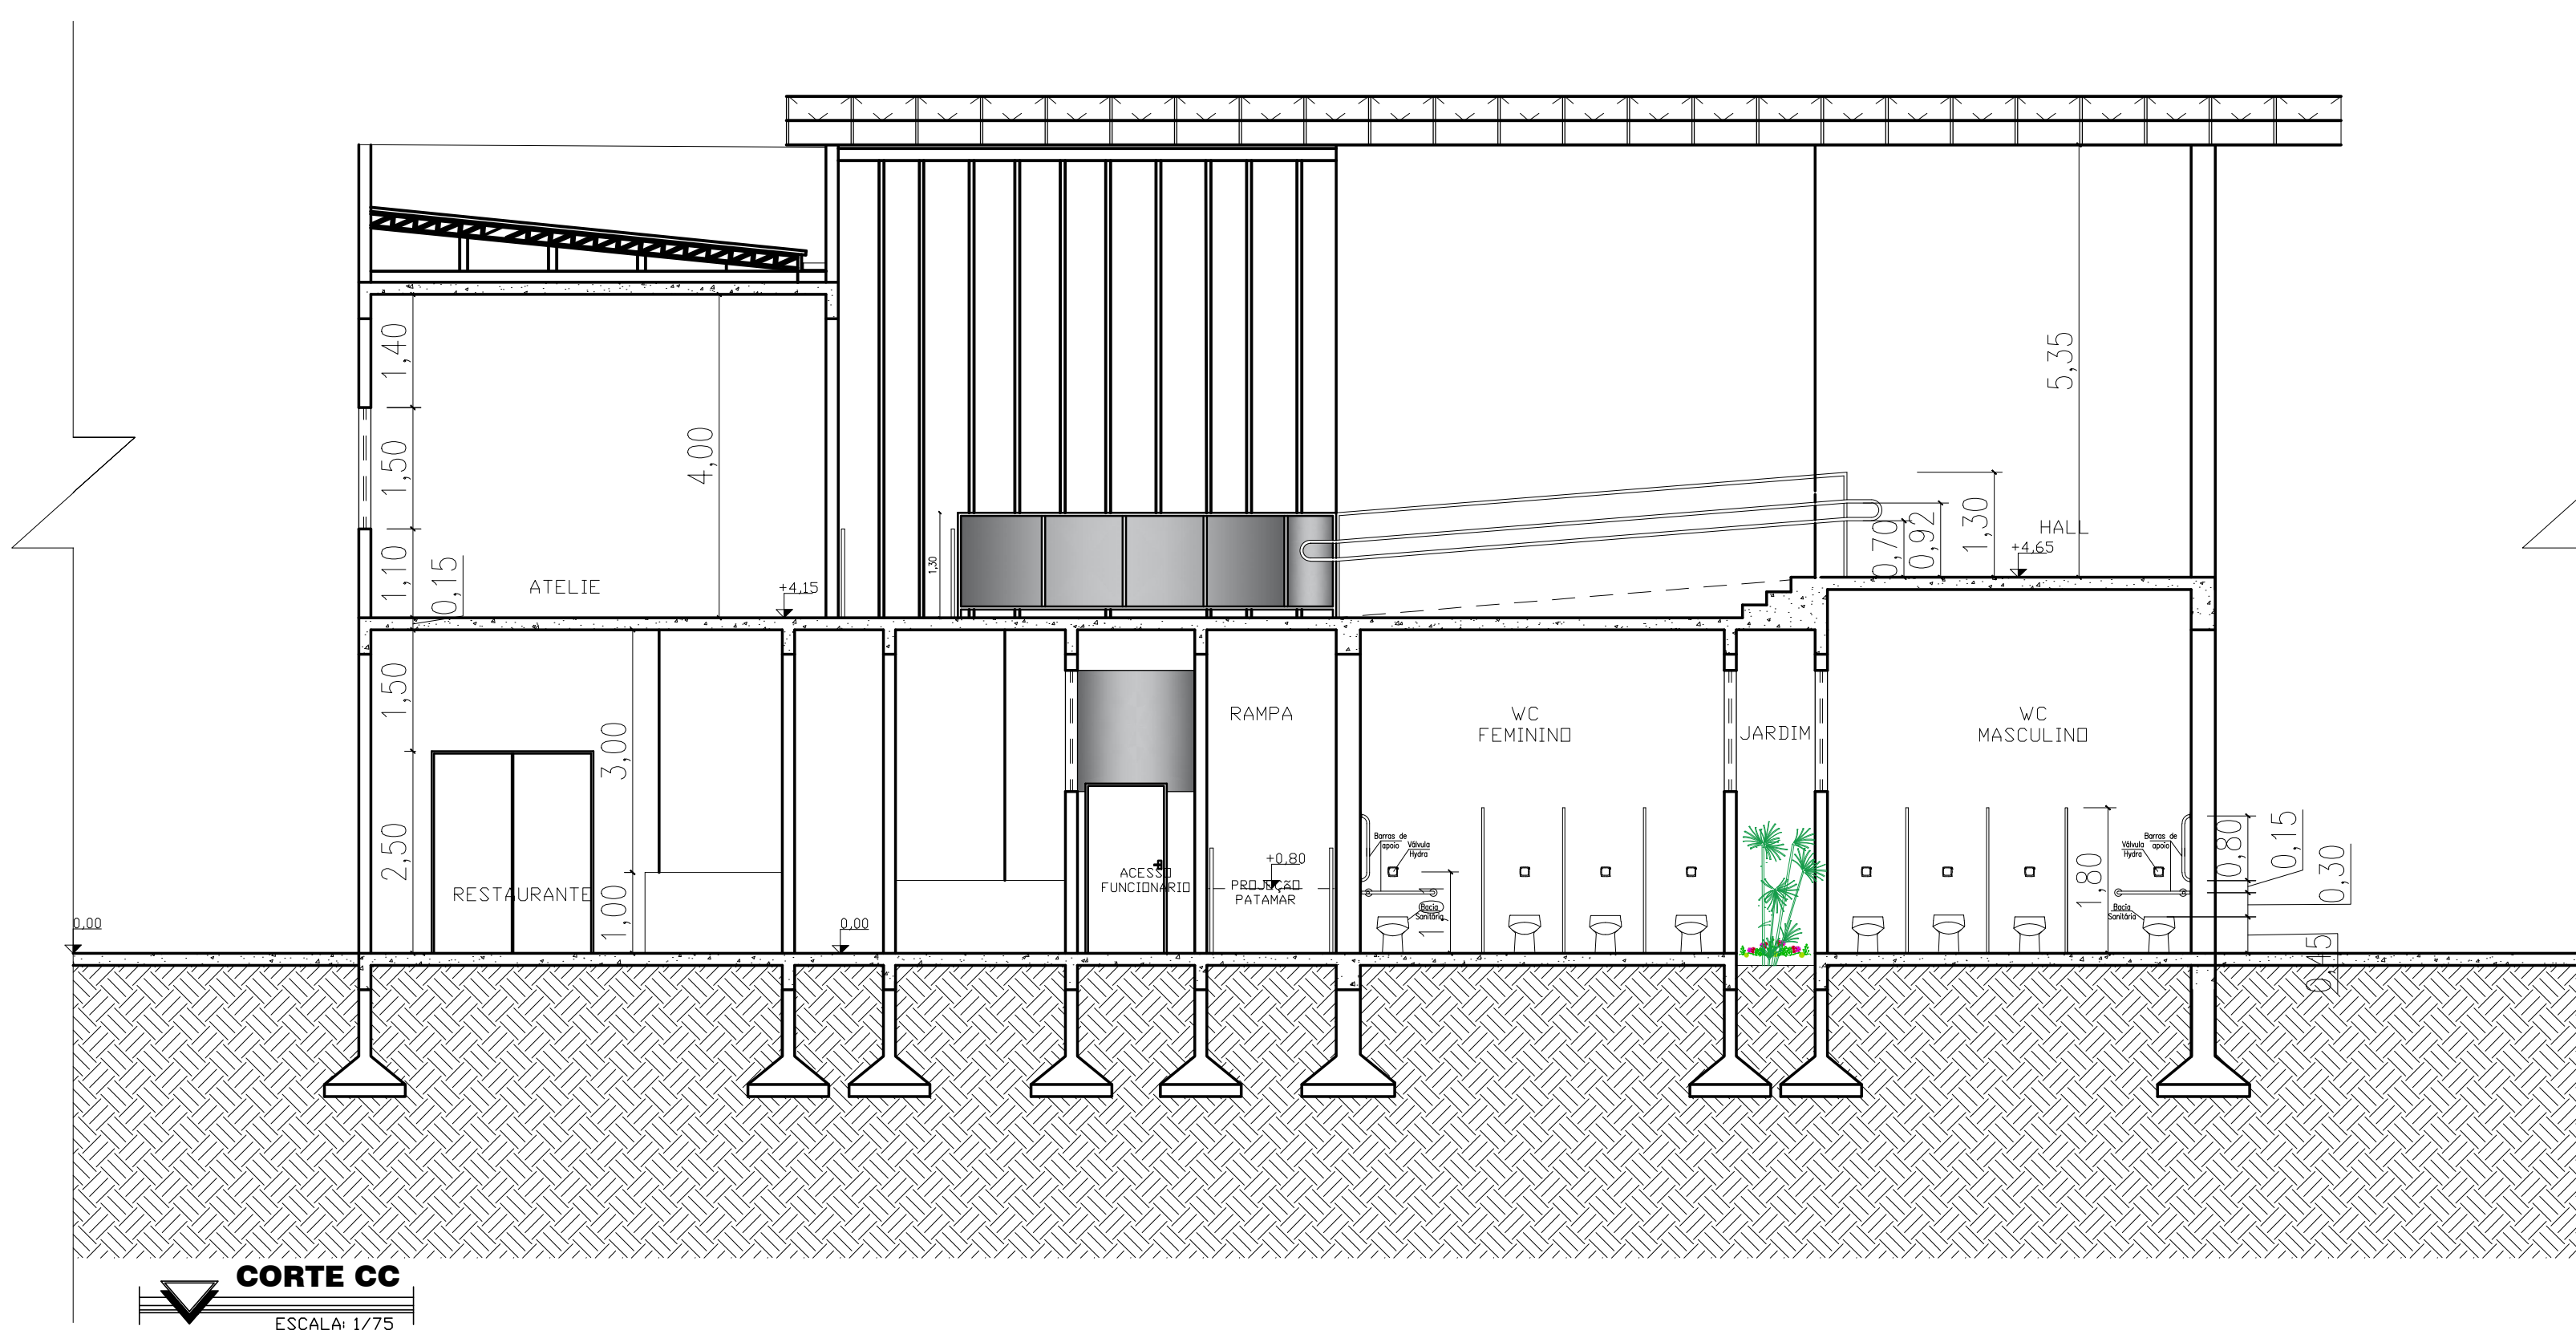 1,40
1,50
1,10
0,15
4,00
ATELIE
+4,15
1,30
5,35
0,70
0,92
1,30
HALL
+4,65
1,50
2,50
3,00
1,00
RESTAURANTE
0,00
0,00
ACESSO
FUNCIONARIO
RAMPA
+0,80
PROJEÇÃO
PATAMAR
WC
FEMININO
Barras de
apoio
Válvula
Hydra
Bacia
Sanitária
1,01
JARDIM
WC
MASCULINO
1,80
Válvula
Hydra
Barras de
apoio
Bacia
Sanitária
0,80
0,15
0,30
0,45
CORTE CC
ESCALA: 1/75